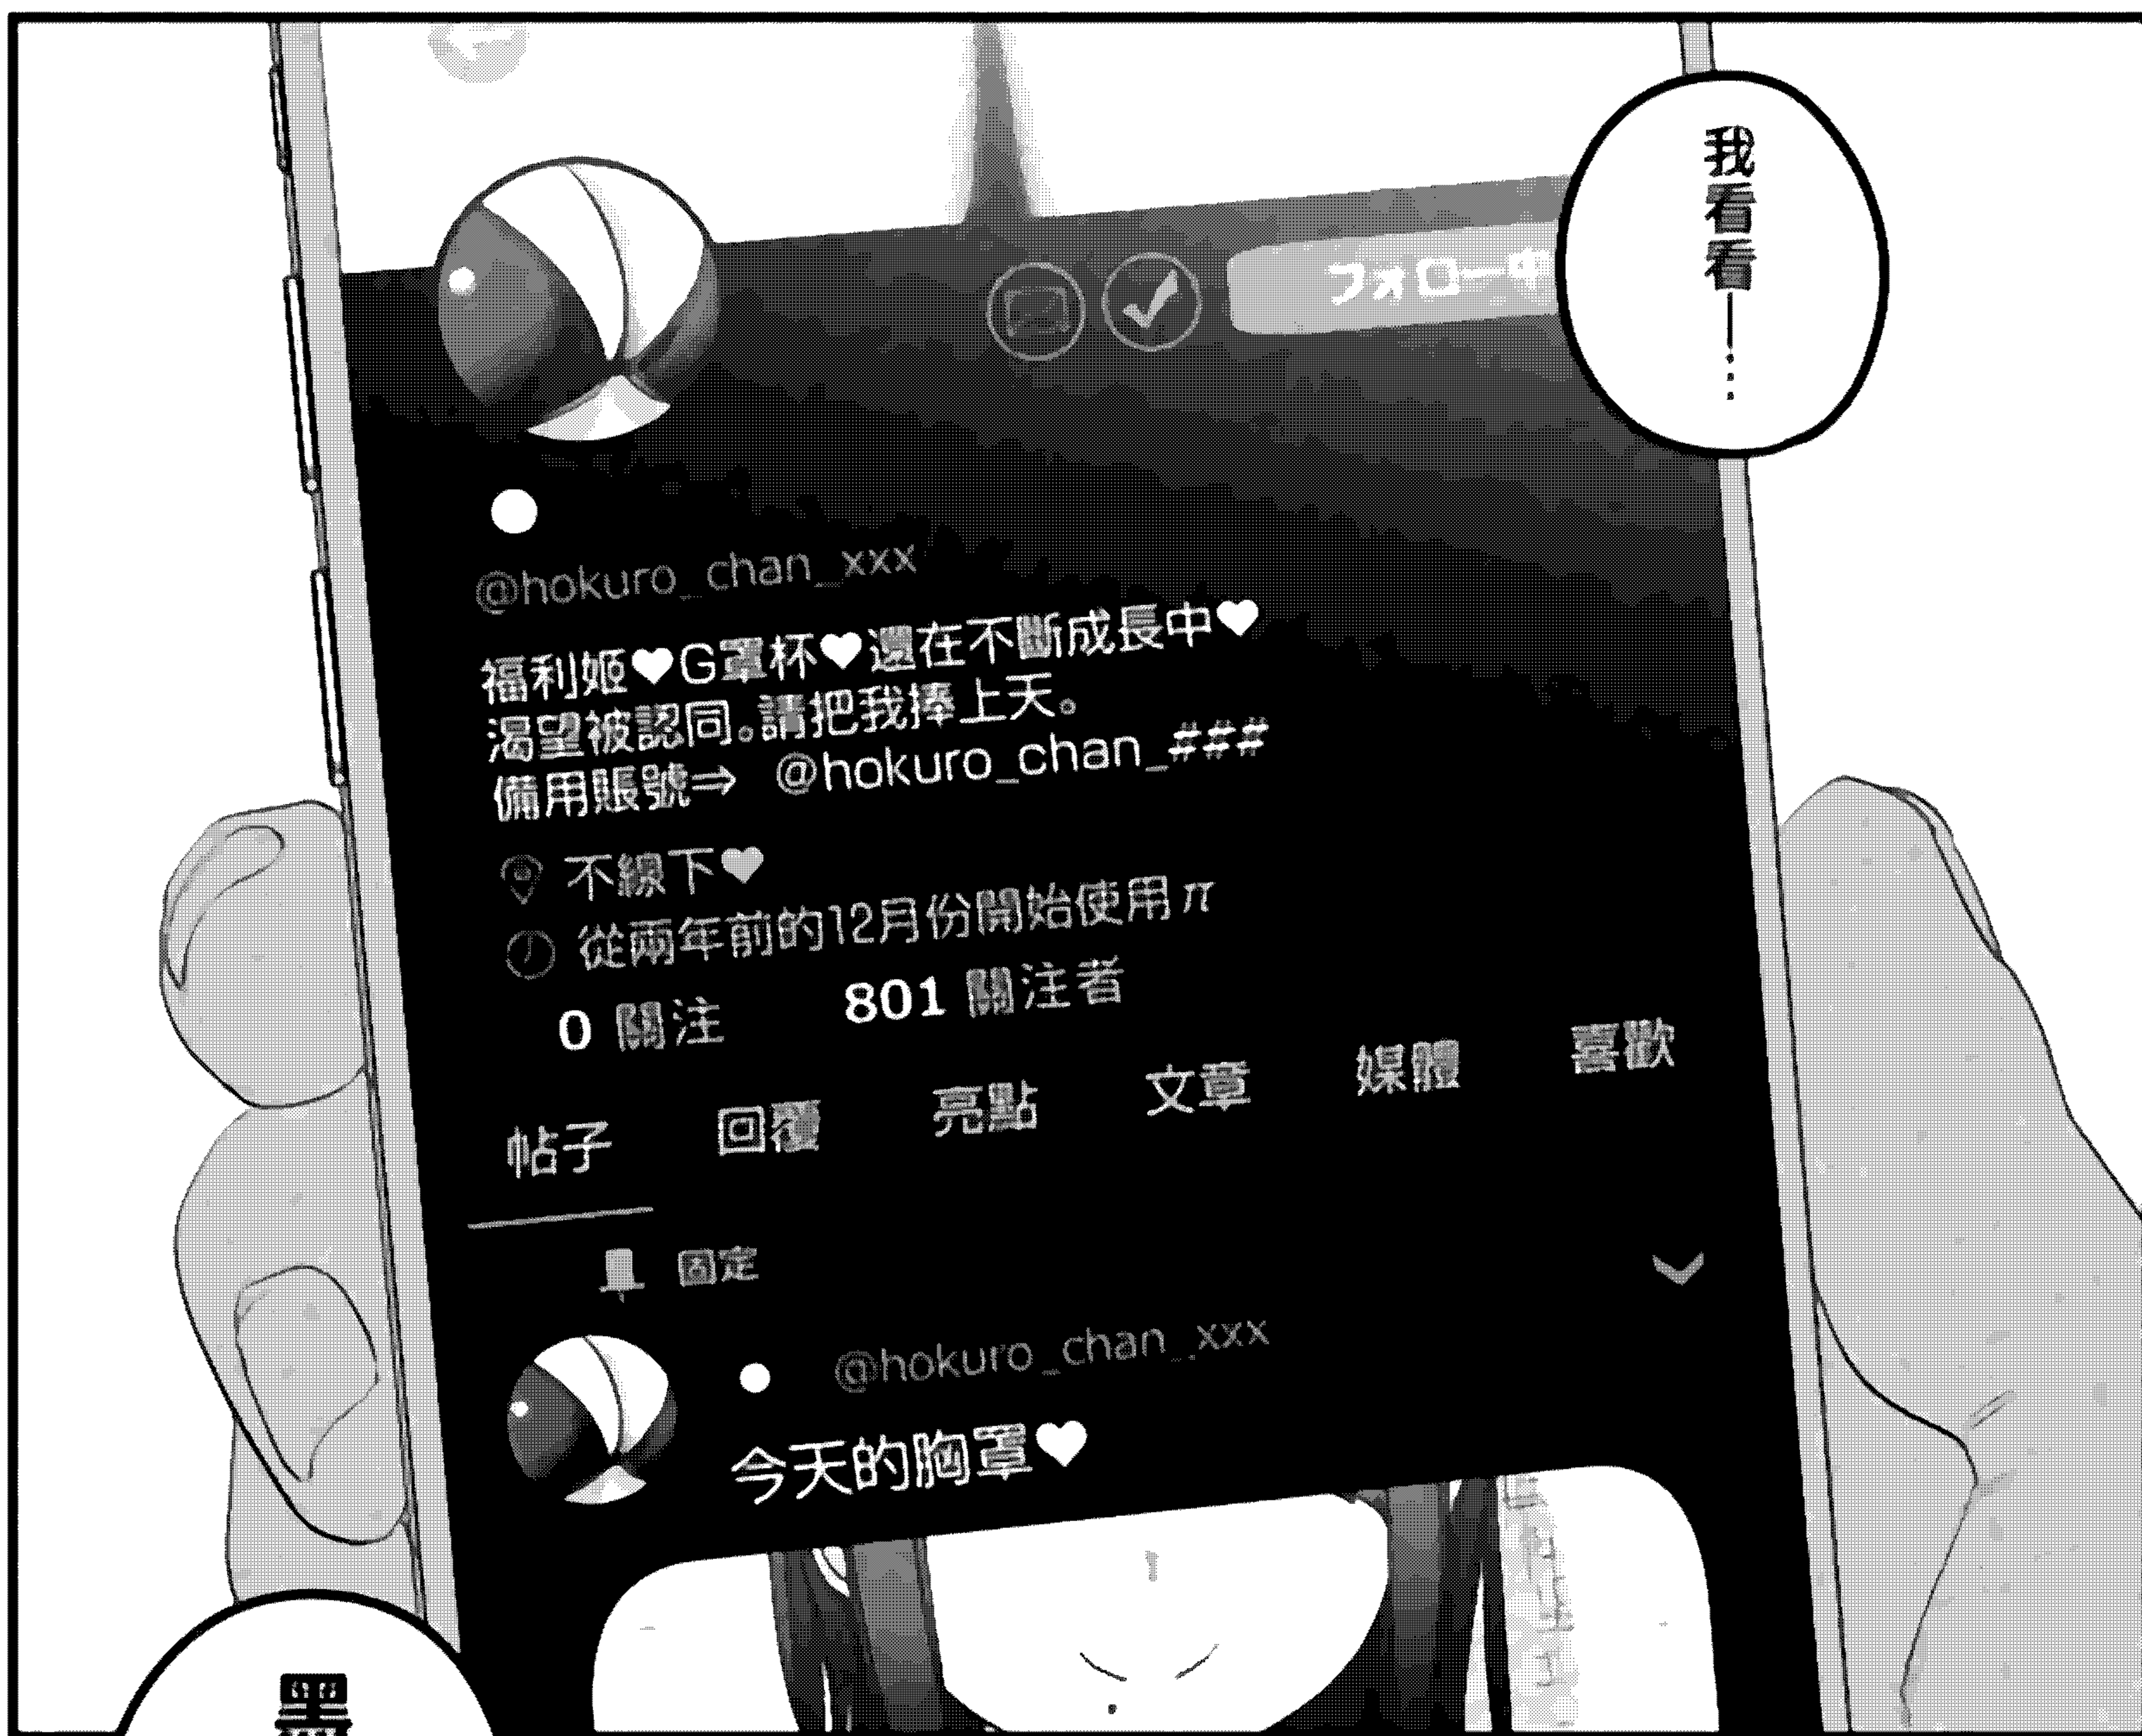 我看看——……
フォロー中
@hokuro_chan_xxx
福利姬♥G罩杯♥還在不斷成長中♥
渴望被認同。請把我捧上天。
備用賬號⇒ @hokuro_chan_###
不線下♥
從兩年前的12月份開始使用π
0 關注 801 關注者
帖子 回覆 亮點 文章 媒體 喜歡
固定
@hokuro_chan_xxx
今天的胸罩♥